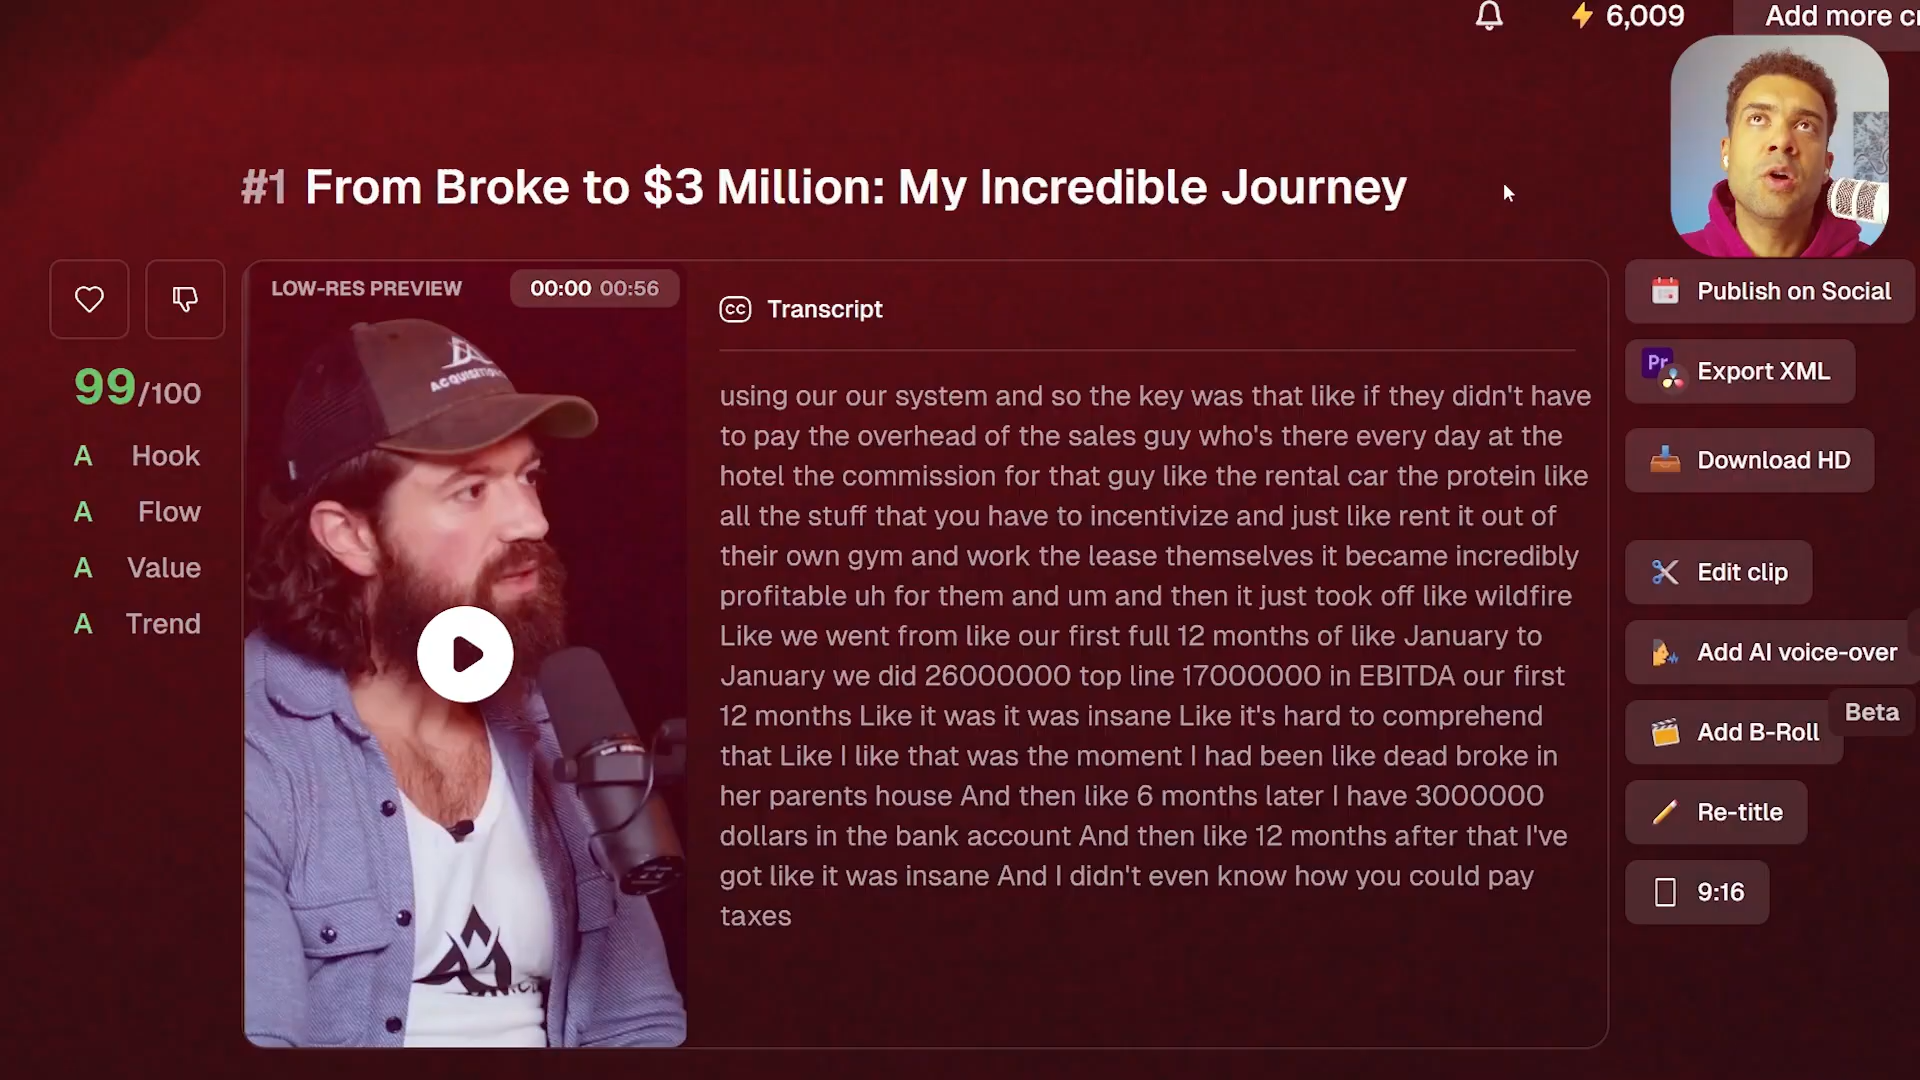 6,009
Add more
#1 From Broke to $3 Million: My Incredible Journey
LOW-RES PREVIEW
00:00 00:56
99/100
A Hook
A Flow
A Value
A Trend
CC Transcript
using our our system and so the key was that like if they didn't have
to pay the overhead of the sales guy who's there every day at the
hotel the commission for that guy like the rental car the protein like
all the stuff that you have to incentivize and just like rent it out of
their own gym and work the lease themselves it became incredibly
profitable uh for them and um and then it just took off like wildfire
Like we went from like our first full 12 months of like January to
January we did 26000000 top line 17000000 in EBITDA our first
12 months Like it was it was insane Like it's hard to comprehend
that Like I like that was the moment I had been like dead broke in
her parents house And then like 6 months later I have 3000000
dollars in the bank account And then like 12 months after that I've
got like it was insane And I didn't even know how you could pay
taxes
Publish on Social
Pr
Export XML
Download HD
Edit clip
Add AI voice-over
Add B-Roll
Beta
Re-title
9:16